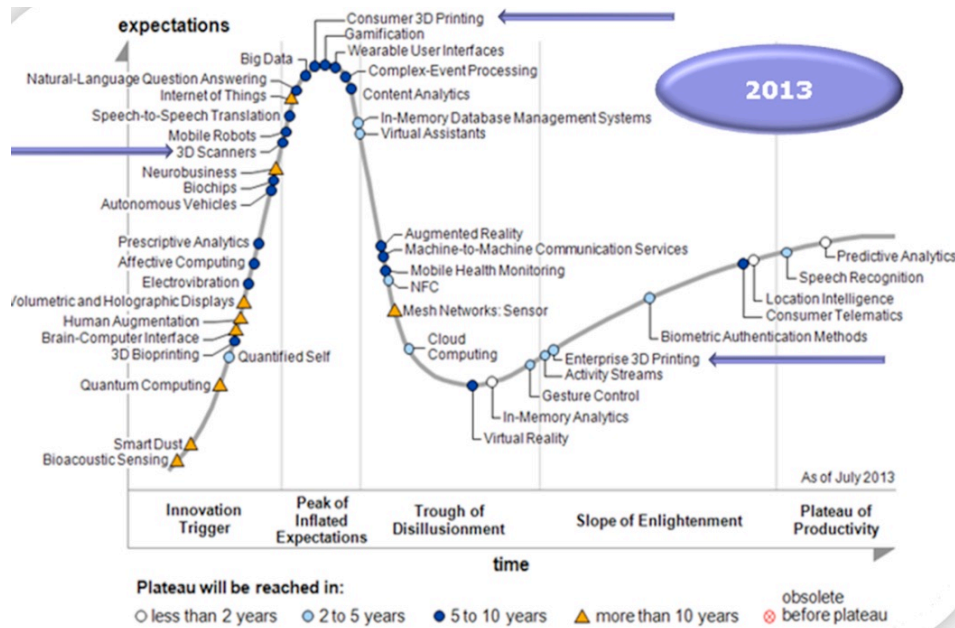 expectations
Consumer 3D Printing
Gamification
Wearable User Interfaces
Big Data
Complex-Event Processing
Natural-Language Question Answering
Content Analytics
Internet of Things
2013
Speech-to-Speech Translation
In-Memory Database Management Systems
Mobile Robots
Virtual Assistants
3D Scanners
Neurobusiness
Biochips
Autonomous Vehicles
Augmented Reality
Prescriptive Analytics
Machine-to-Machine Communication Services
Affective Computing
Mobile Health Monitoring
Electrovibration
NFC
Predictive Analytics
Speech Recognition
Volumetric and Holographic Displays
Mesh Networks: Sensor
Location Intelligence
Human Augmentation
Consumer Telematics
Brain-Computer Interface
Biometric Authentication Methods
3D Bioprinting
Quantified Self
Cloud
Computing
Enterprise 3D Printing
Activity Streams
Quantum Computing
Gesture Control
In-Memory Analytics
Virtual Reality
Smart Dust
Bioacoustic Sensing
As of July 2013
Innovation
Trigger
Peak of
Inflated
Expectations
Trough of
Disillusionment
Slope of Enlightenment
Plateau of
Productivity
time
Plateau will be reached in:
less than 2 years
2 to 5 years
5 to 10 years
more than 10 years
obsolete
before plateau